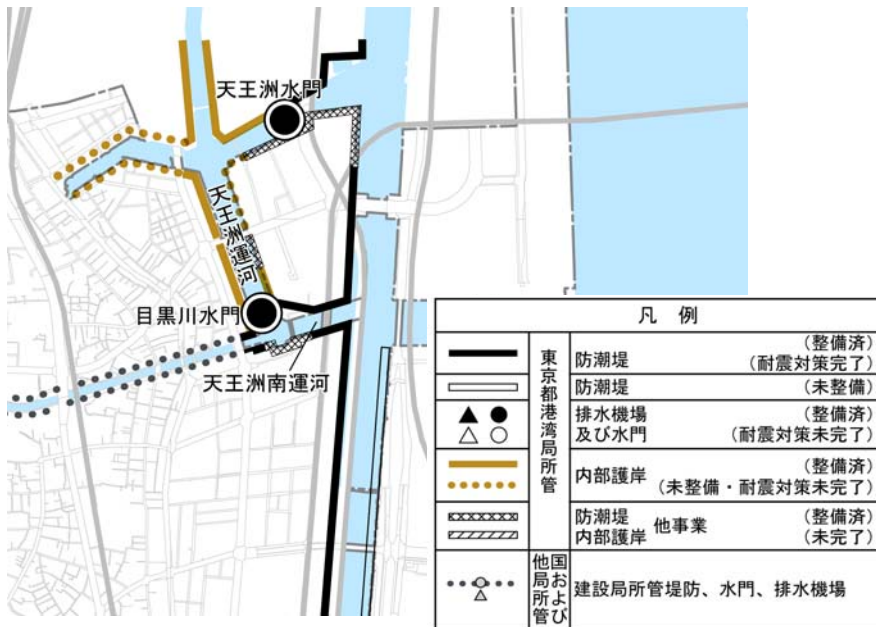 天王洲水門
天王洲運河
目黒川水門
天王洲南運河
凡 例
東京都港湾局所管
防潮堤 (整備済)
(耐震対策完了)
防潮堤 (未整備)
排水機場 (整備済)
及び水門 (耐震対策未完了)
内部護岸 (整備済)
(未整備・耐震対策未完了)
防潮堤 他事業 (整備済)
内部護岸 (未完了)
国および
他局所管
建設局所管堤防、水門、排水機場